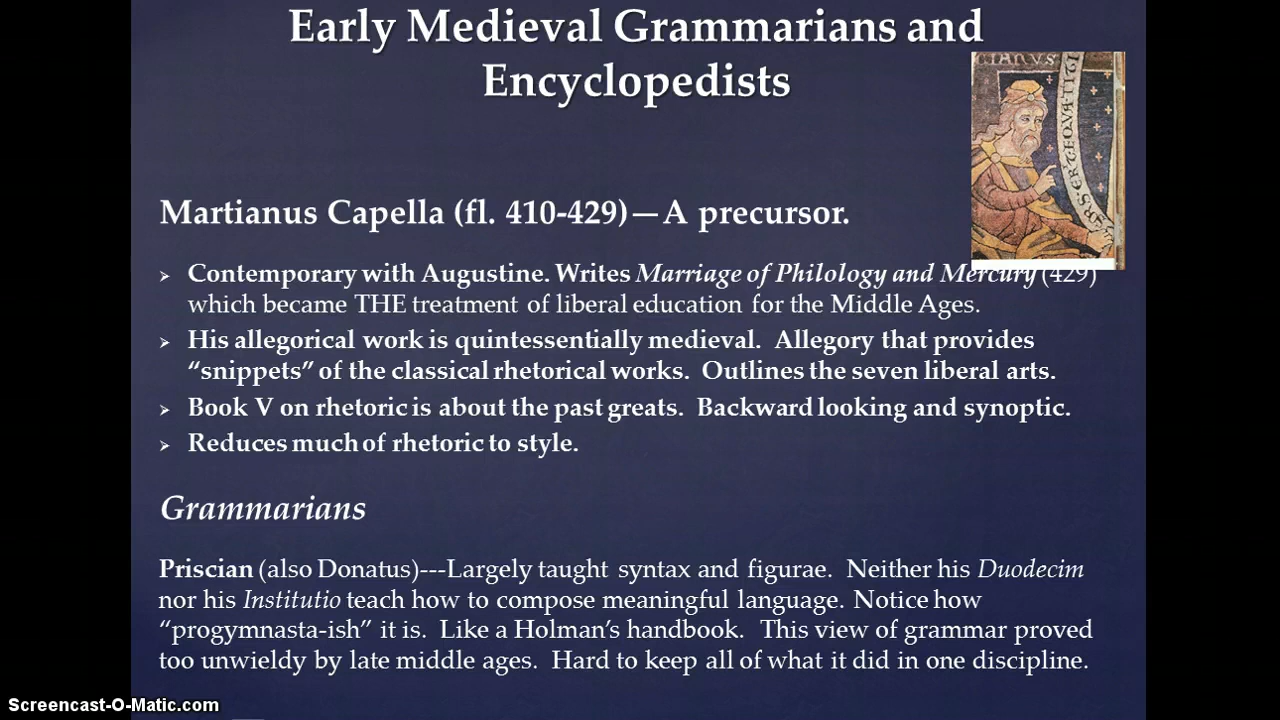 Early Medieval Grammarians and
Encyclopedists
CIANVS
Martianus Capella (fl. 410-429)—A precursor.
➢ Contemporary with Augustine. Writes Marriage of Philology and Mercury (429)
which became THE treatment of liberal education for the Middle Ages.
➢ His allegorical work is quintessentially medieval. Allegory that provides
“snippets” of the classical rhetorical works. Outlines the seven liberal arts.
➢ Book V on rhetoric is about the past greats. Backward looking and synoptic.
➢ Reduces much of rhetoric to style.
Grammarians
Priscian (also Donatus)---Largely taught syntax and figurae. Neither his Duodecim
nor his Institutio teach how to compose meaningful language. Notice how
“progymnasta-ish” it is. Like a Holman’s handbook. This view of grammar proved
too unwieldy by late middle ages. Hard to keep all of what it did in one discipline.
Screencast-O-Matic.com